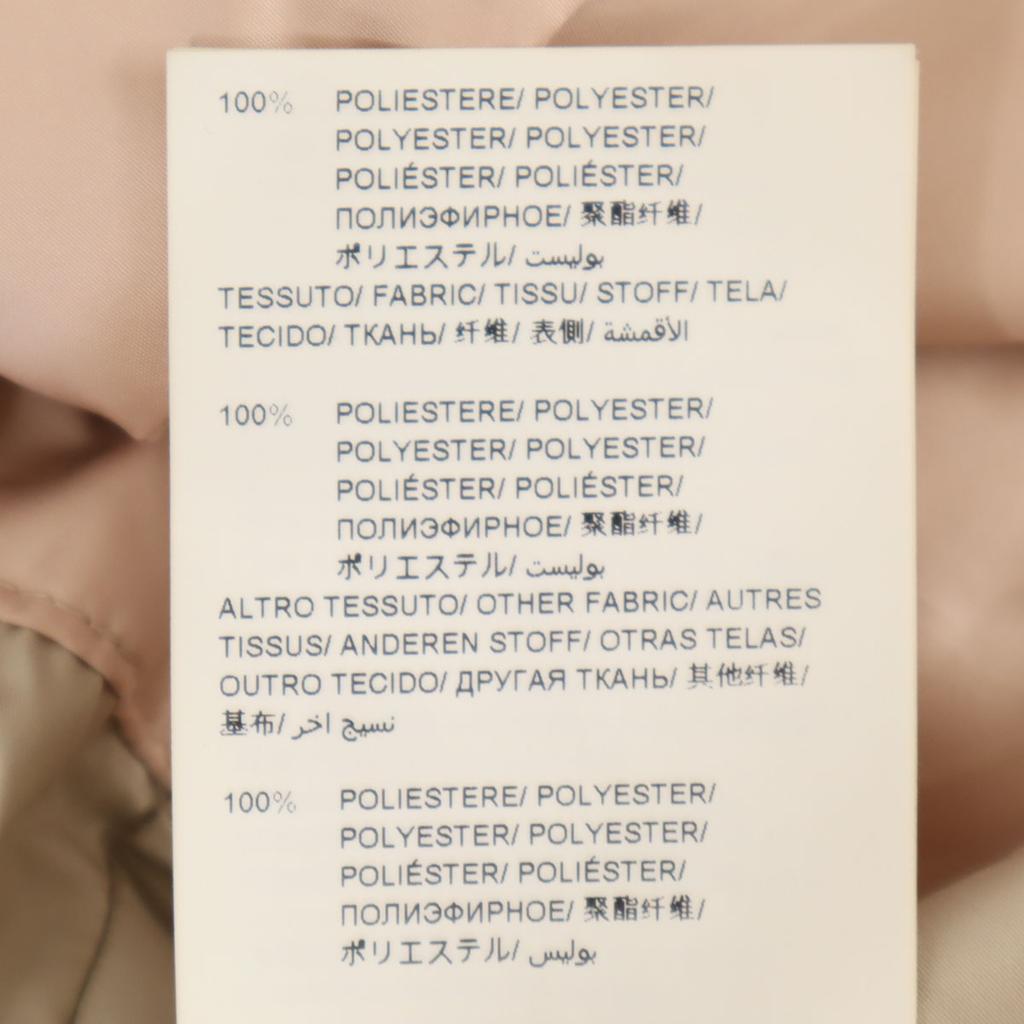 100% POLIESTERE/ POLYESTER/
POLYESTER/ POLYESTER/
POLIÉSTER/ POLIÉSTER/
ПОЛИЭФИРНОЕ/ 聚酯纤维/
ポリエステル/ بوليست
TESSUTO/ FABRIC/ TISSU/ STOFF/ TELA/
TECIDO/ ТКАНЬ/ 纤维/ 表側/ الأقمشة
100% POLIESTERE/ POLYESTER/
POLYESTER/ POLYESTER/
POLIÉSTER/ POLIÉSTER/
ПОЛИЭФИРНОЕ/ 聚酯纤维/
ポリエステル/ بوليست
ALTRO TESSUTO/ OTHER FABRIC/ AUTRES
TISSUS/ ANDEREN STOFF/ OTRAS TELAS/
OUTRO TECIDO/ ДРУГАЯ ТКАНЬ/ 其他纤维/
基布/ نسيج اخر
100% POLIESTERE/ POLYESTER/
POLYESTER/ POLYESTER/
POLIÉSTER/ POLIÉSTER/
ПОЛИЭФИРНОЕ/ 聚酯纤维/
ポリエステル/ بوليس